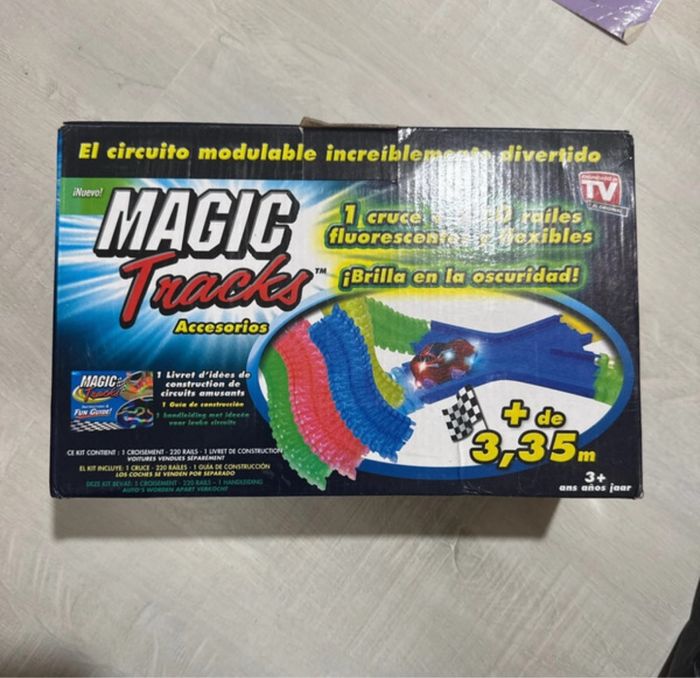 El circuito modulable increíblemente divertido
¡Nuevo!
MAGIC
Tracks™
Accesorios
TV
1 cruce raíles
fluorescentes y flexibles
¡Brilla en la oscuridad!
MAGIC
Tracks
FUN GUIDE!
1 Livret d'idées de
construction de
circuits amusants
1 Guía de construcción
1 handleiding met ideeën
voor leuke circuits
+ de
3,35m
CE KIT CONTIENT : 1 CROISEMENT - 220 RAILS - 1 LIVRET DE CONSTRUCTION
VOITURES VENDUES SÉPARÉMENT
EL KIT INCLUYE: 1 CRUCE - 220 RAÍLES - 1 GUÍA DE CONSTRUCCIÓN
LOS COCHES SE VENDEN POR SEPARADO
DEZE KIT BEVAT: 1 CROISEMENT - 220 RAILS - 1 HANDLEIDING
AUTO'S WORDEN APART VERKOCHT
3+
ans años jaar